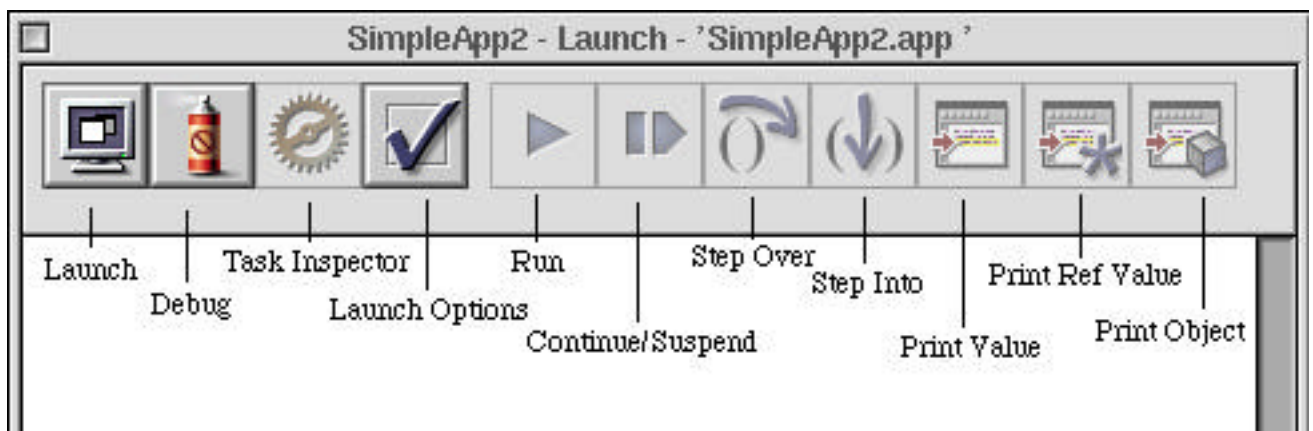 SimpleApp2 - Launch - 'SimpleApp2.app '
Launch
Debug
Task Inspector
Launch Options
Run
Continue/Suspend
Step Over
Step Into
Print Value
Print Ref Value
Print Object